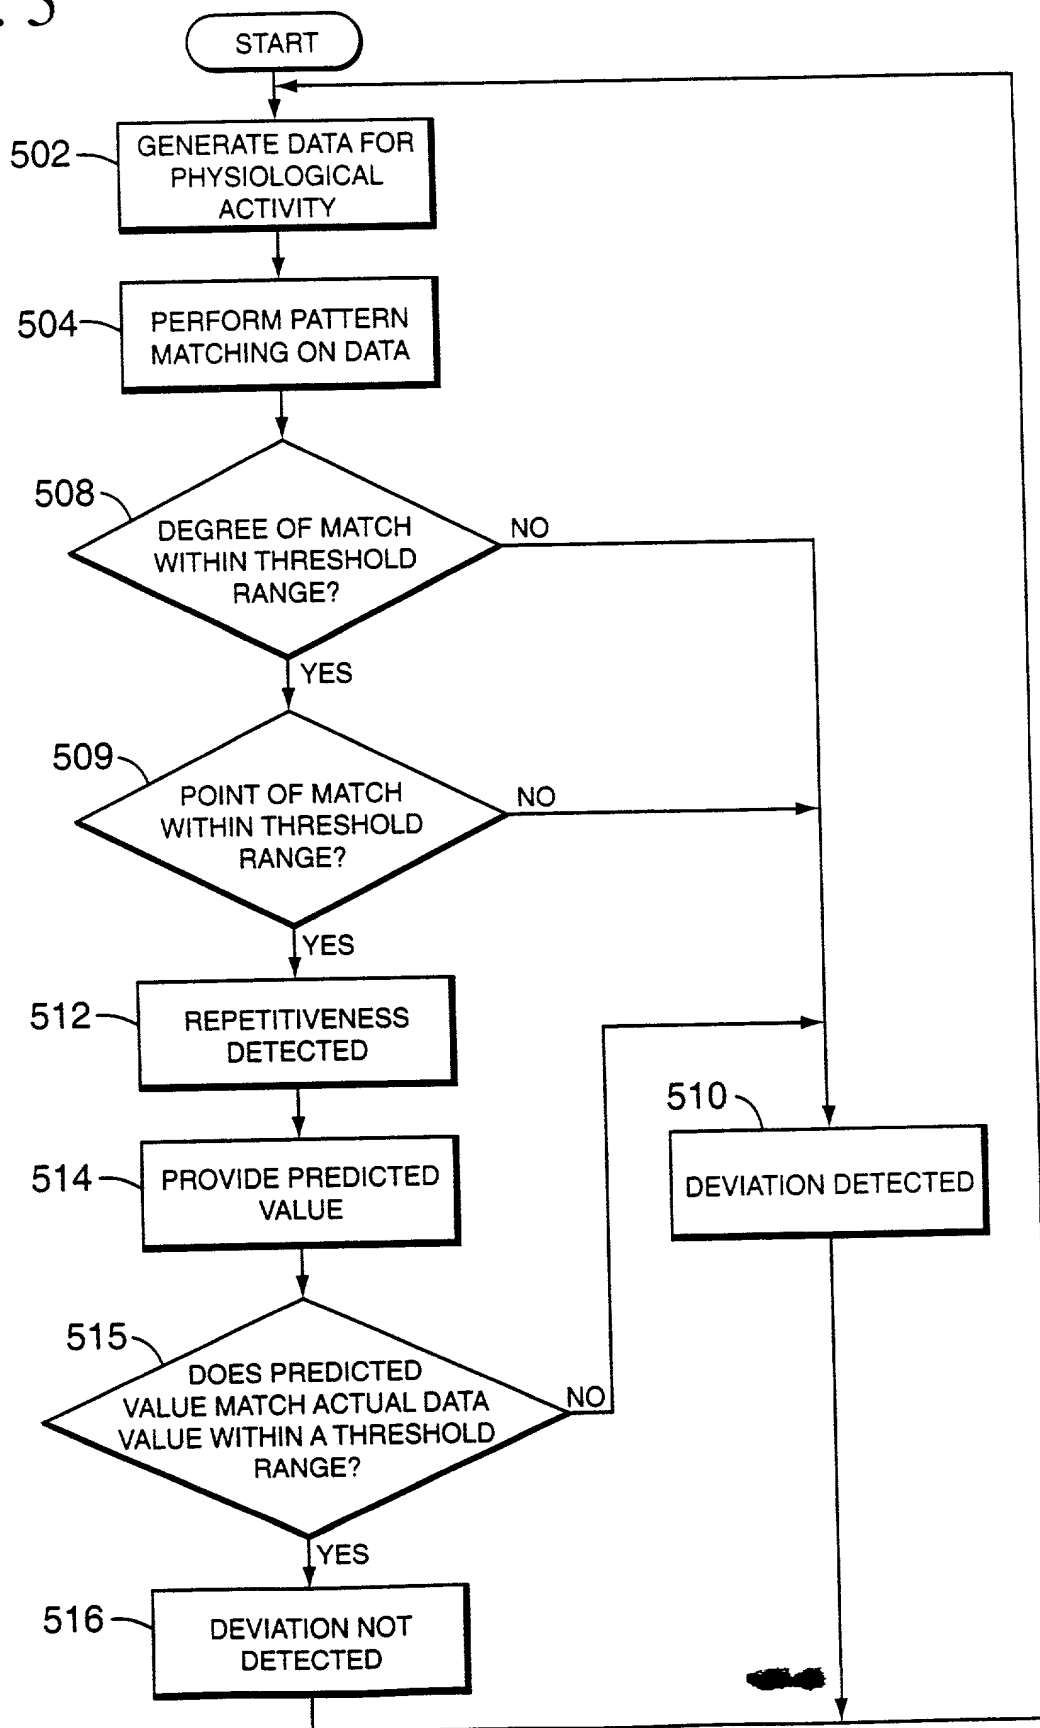 . 5
START
502
GENERATE DATA FOR
PHYSIOLOGICAL
ACTIVITY
504
PERFORM PATTERN
MATCHING ON DATA
508
DEGREE OF MATCH
WITHIN THRESHOLD
RANGE?
NO
YES
509
POINT OF MATCH
WITHIN THRESHOLD
RANGE?
NO
YES
512
REPETITIVENESS
DETECTED
510
DEVIATION DETECTED
514
PROVIDE PREDICTED
VALUE
515
DOES PREDICTED
VALUE MATCH ACTUAL DATA
VALUE WITHIN A THRESHOLD
RANGE?
NO
YES
516
DEVIATION NOT
DETECTED